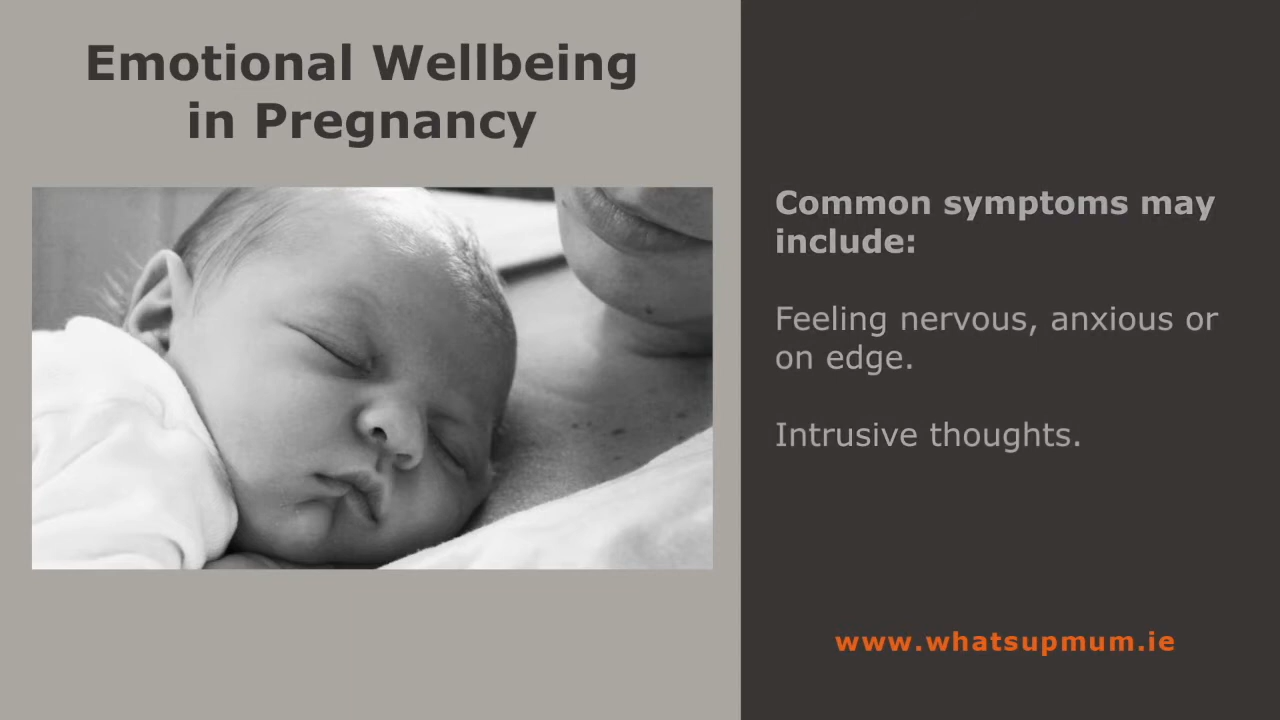 Emotional Wellbeing
in Pregnancy
Common symptoms may
include:
Feeling nervous, anxious or
on edge.
Intrusive thoughts.
www.whatsupmum.ie